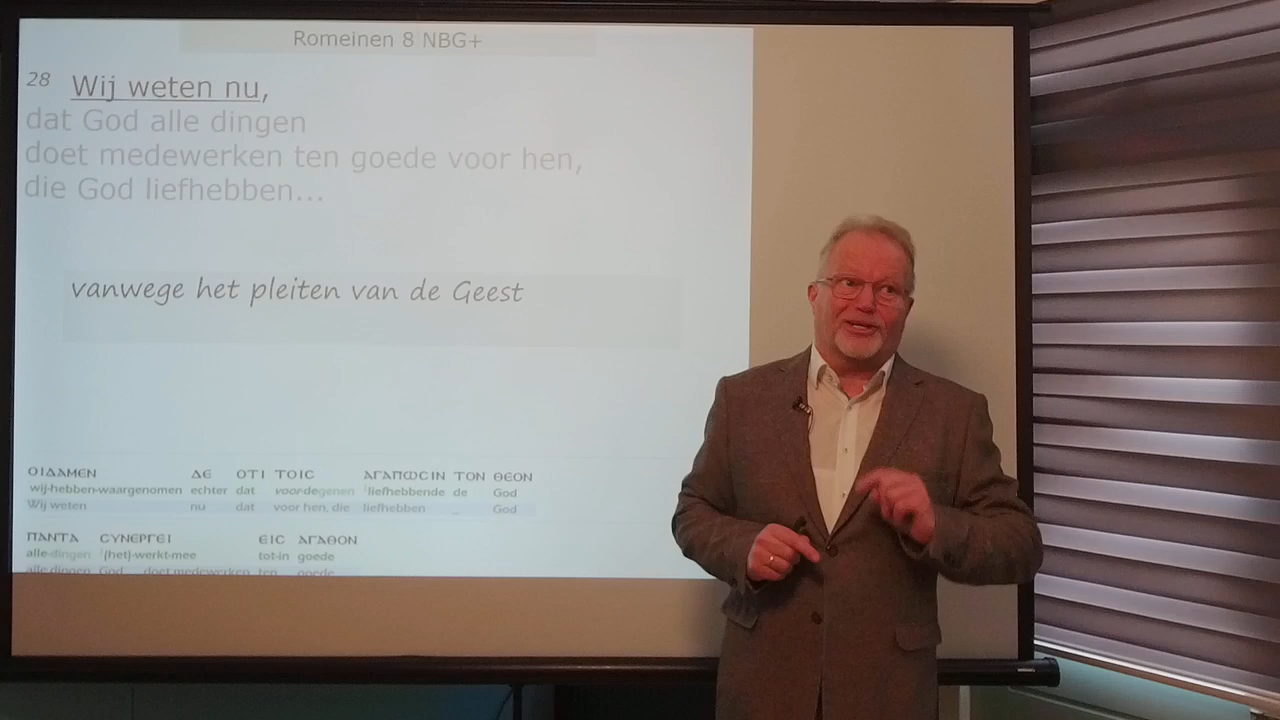 Romeinen 8 NBG+
28 Wij weten nu,
dat God alle dingen
doet medewerken ten goede voor hen,
die God liefhebben...
vanwege het pleiten van de Geest
ΟΙΔΑΜΕΝ ΔΕ ΟΤΙ ΤΟΙC ΑΓΑΠΩCΙΝ ΤΟΝ ΘΕΟΝ
wij-hebben-waargenomen echter dat voor-degenen liefhebbende de God
Wij weten nu dat voor hen, die liefhebben _ God
ΠΑΝΤΑ CΥΝΕΡΓΕΙ ΕΙC ΑΓΑΘΟΝ
alle-dingen (het)-werkt-mee tot-in goede
alle dingen God doet medewerken ten goede